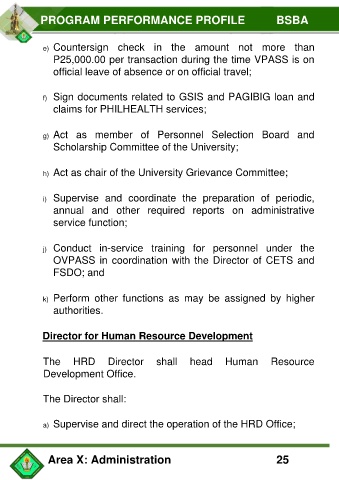 PROGRAM PERFORMANCE PROFILE BSBA
e) Countersign check in the amount not more than
P25,000.00 per transaction during the time VPASS is on
official leave of absence or on official travel;
f) Sign documents related to GSIS and PAGIBIG loan and
claims for PHILHEALTH services;
g) Act as member of Personnel Selection Board and
Scholarship Committee of the University;
h) Act as chair of the University Grievance Committee;
i) Supervise and coordinate the preparation of periodic,
annual and other required reports on administrative
service function;
j) Conduct in-service training for personnel under the
OVPASS in coordination with the Director of CETS and
FSDO; and
k) Perform other functions as may be assigned by higher
authorities.
Director for Human Resource Development
The HRD Director shall head Human Resource
Development Office.
The Director shall:
a) Supervise and direct the operation of the HRD Office;
Area X: Administration 25